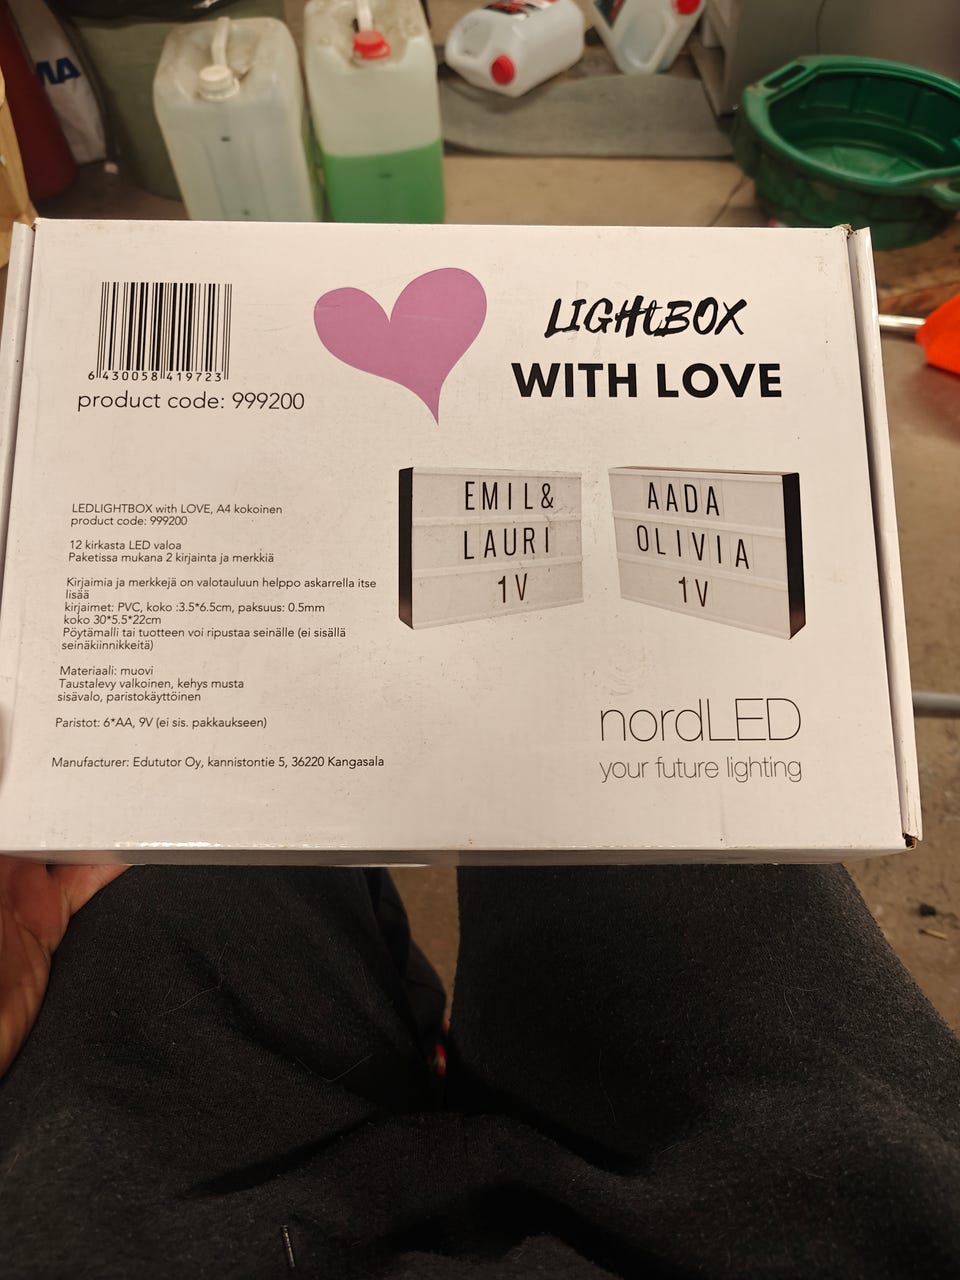 MA
6 430058 419723
product code: 999200
LIGHtBOX
WITH LOVE
EMIL&
LAURI
1V
AADA
OLIVIA
1V
LEDLIGHTBOX with LOVE, A4 kokoinen
product code: 999200
12 kirkasta LED valoa
Paketissa mukana 2 kirjainta ja merkkiä
Kirjaimia ja merkkejä on valotauluun helppo askarrella itse
lisää
kirjaimet: PVC, koko :3.5*6.5cm, paksuus: 0.5mm
koko 30*5.5*22cm
Pöytämalli tai tuotteen voi ripustaa seinälle (ei sisällä
seinäkiinnikkeitä)
Materiaali: muovi
Taustalevy valkoinen, kehys musta
sisävalo, paristokäyttöinen
Paristot: 6*AA, 9V (ei sis. pakkaukseen)
Manufacturer: Edututor Oy, kannistontie 5, 36220 Kangasala
nordLED
your future lighting